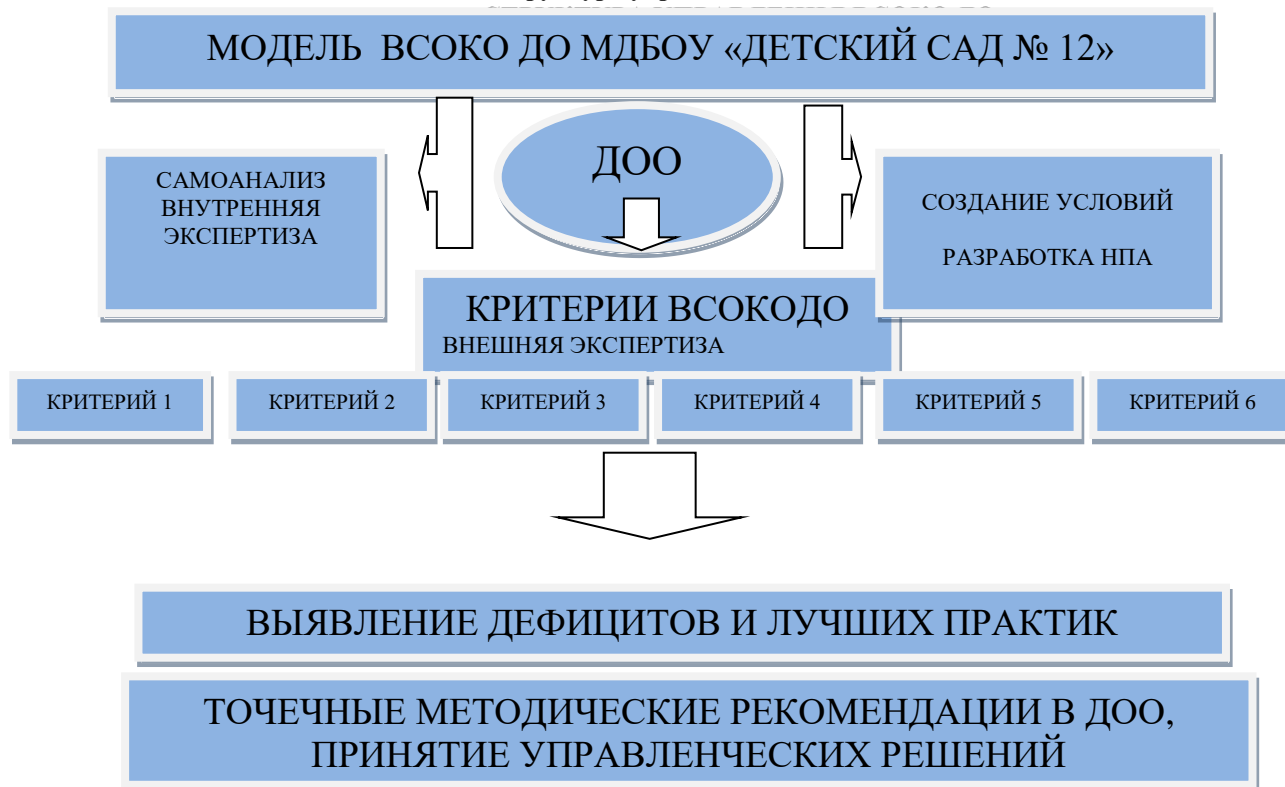 МОДЕЛЬ ВСОКО ДО МДБОУ «ДЕТСКИЙ САД № 12»
ДОО
САМОАНАЛИЗ
ВНУТРЕННЯЯ
ЭКСПЕРТИЗА
СОЗДАНИЕ УСЛОВИЙ
РАЗРАБОТКА НПА
КРИТЕРИИ ВСОКОДО
ВНЕШНЯЯ ЭКСПЕРТИЗА
КРИТЕРИЙ 1
КРИТЕРИЙ 2
КРИТЕРИЙ 3
КРИТЕРИЙ 4
КРИТЕРИЙ 5
КРИТЕРИЙ 6
ВЫЯВЛЕНИЕ ДЕФИЦИТОВ И ЛУЧШИХ ПРАКТИК
ТОЧЕЧНЫЕ МЕТОДИЧЕСКИЕ РЕКОМЕНДАЦИИ В ДОО,
ПРИНЯТИЕ УПРАВЛЕНЧЕСКИХ РЕШЕНИЙ